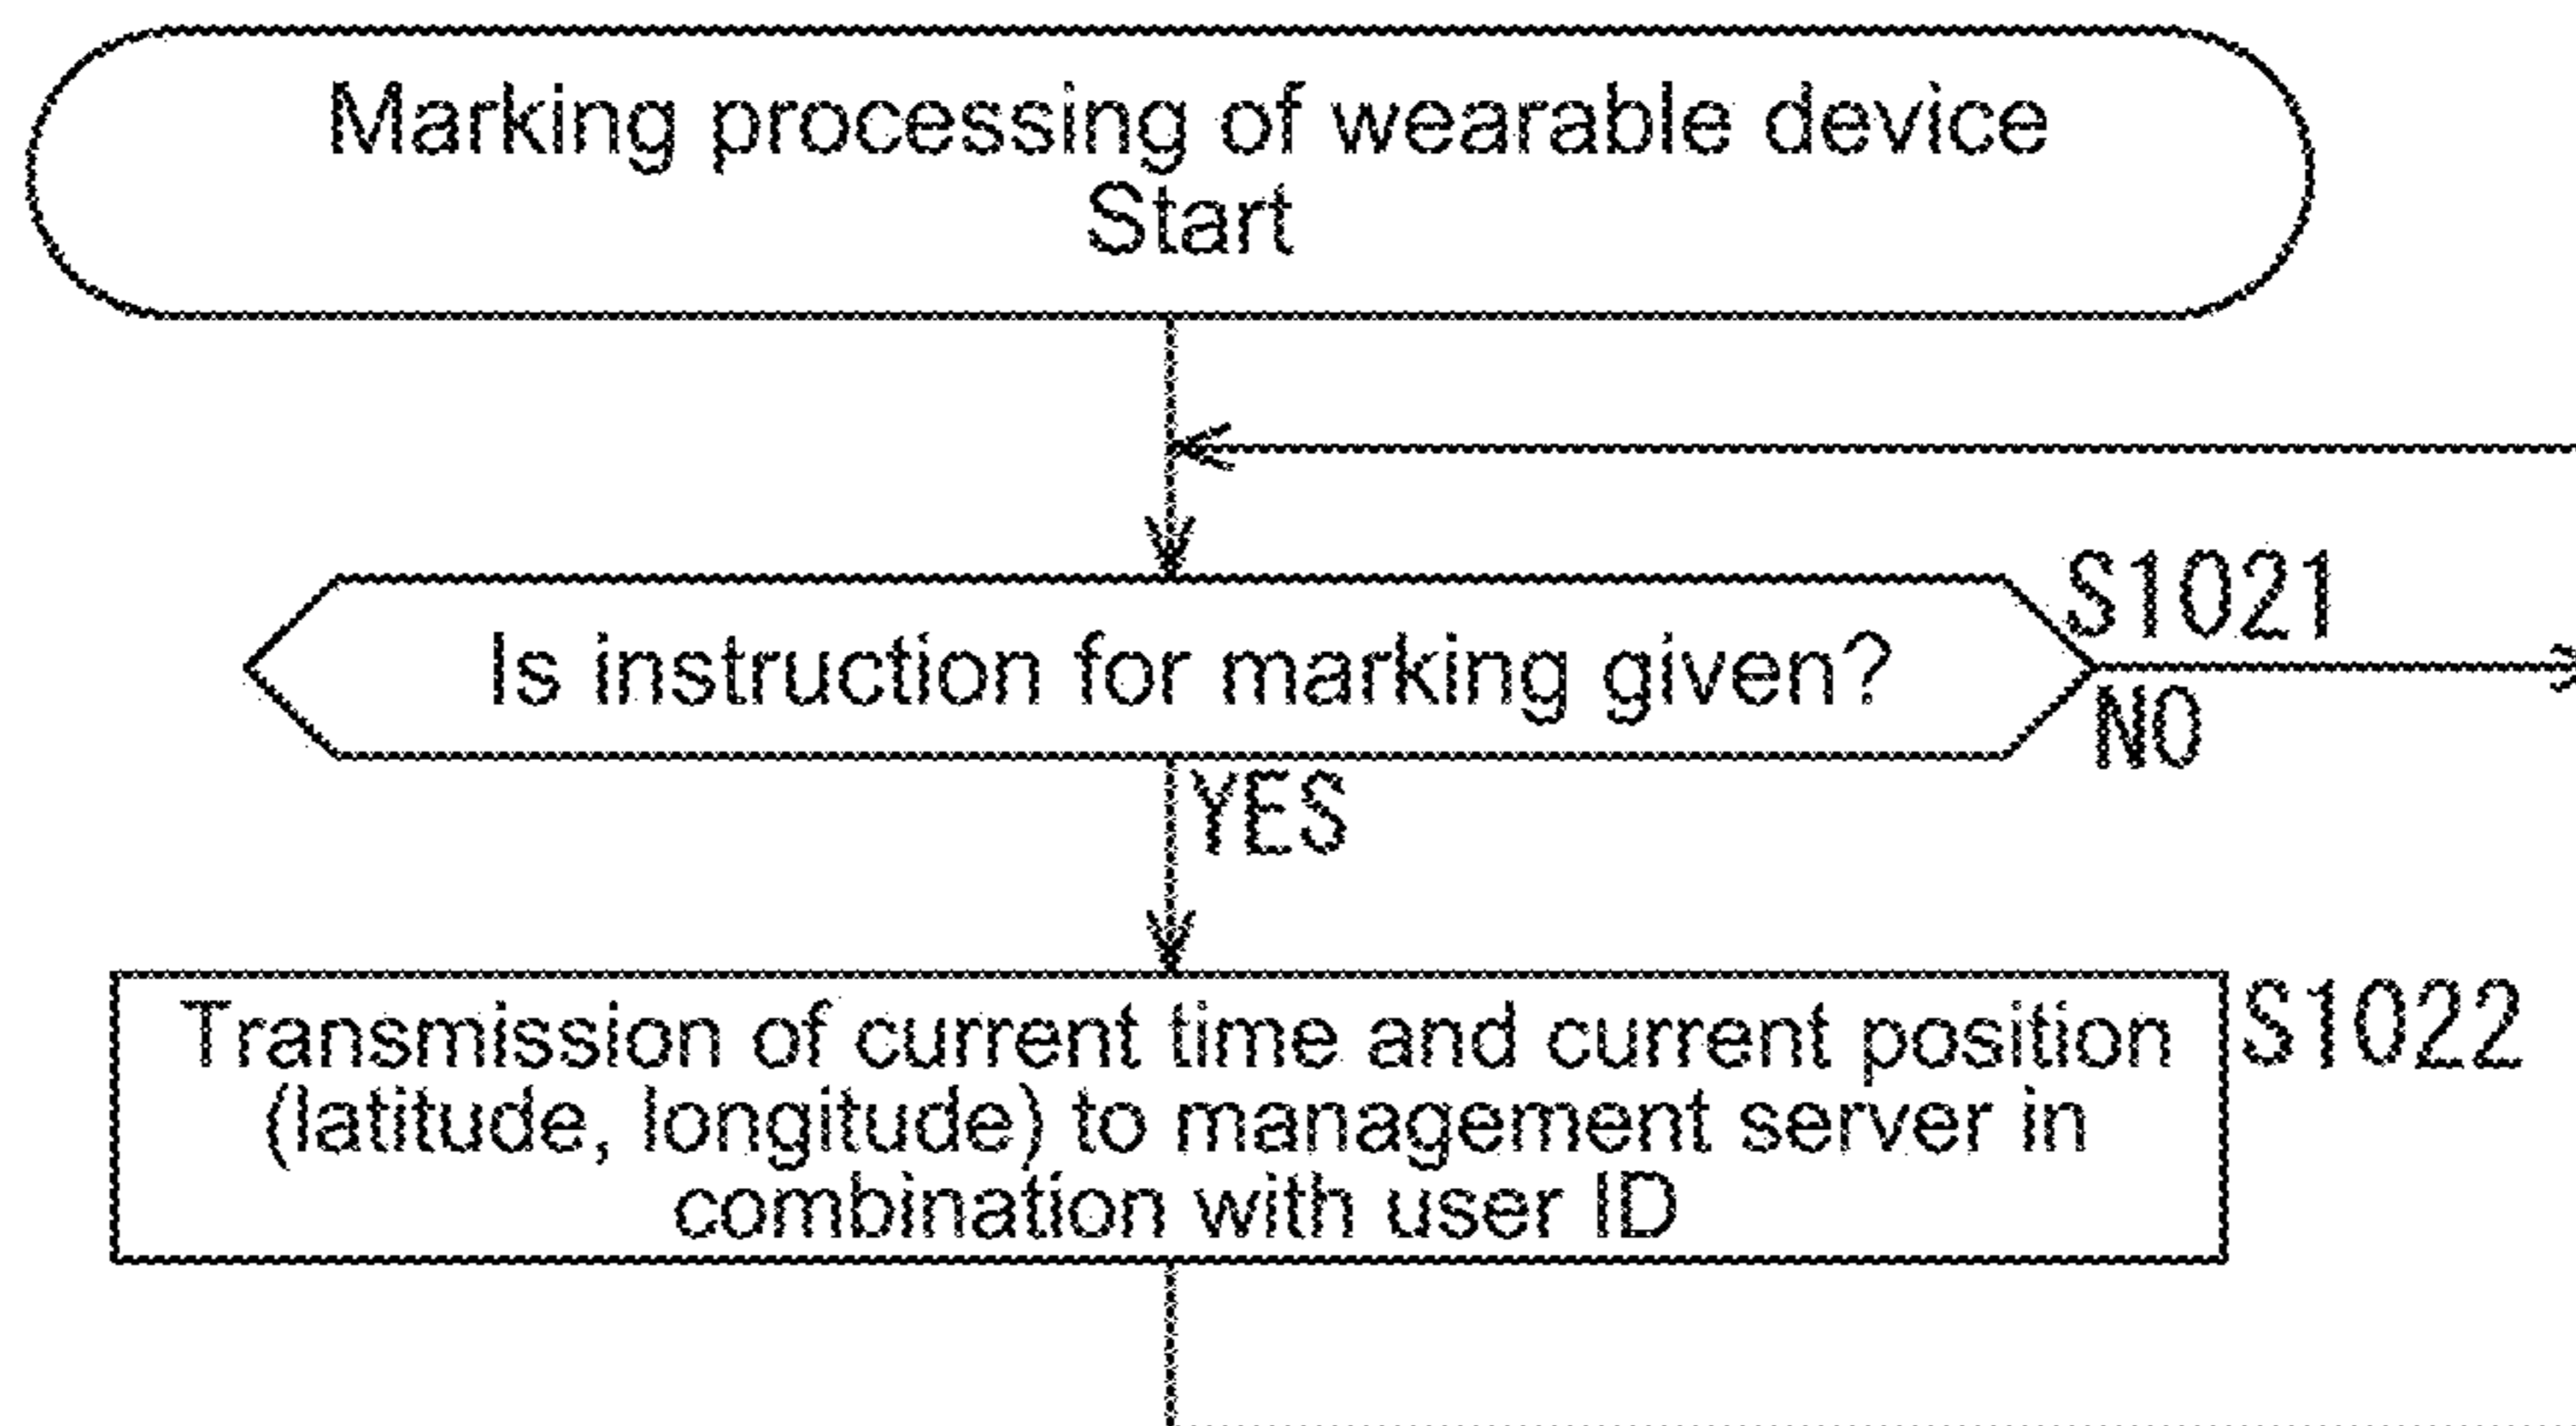 Marking processing of wearable device
Start
S1021
Is instruction for marking given?
NO
YES
Transmission of current time and current position
(latitude, longitude) to management server in
combination with user ID
S1022